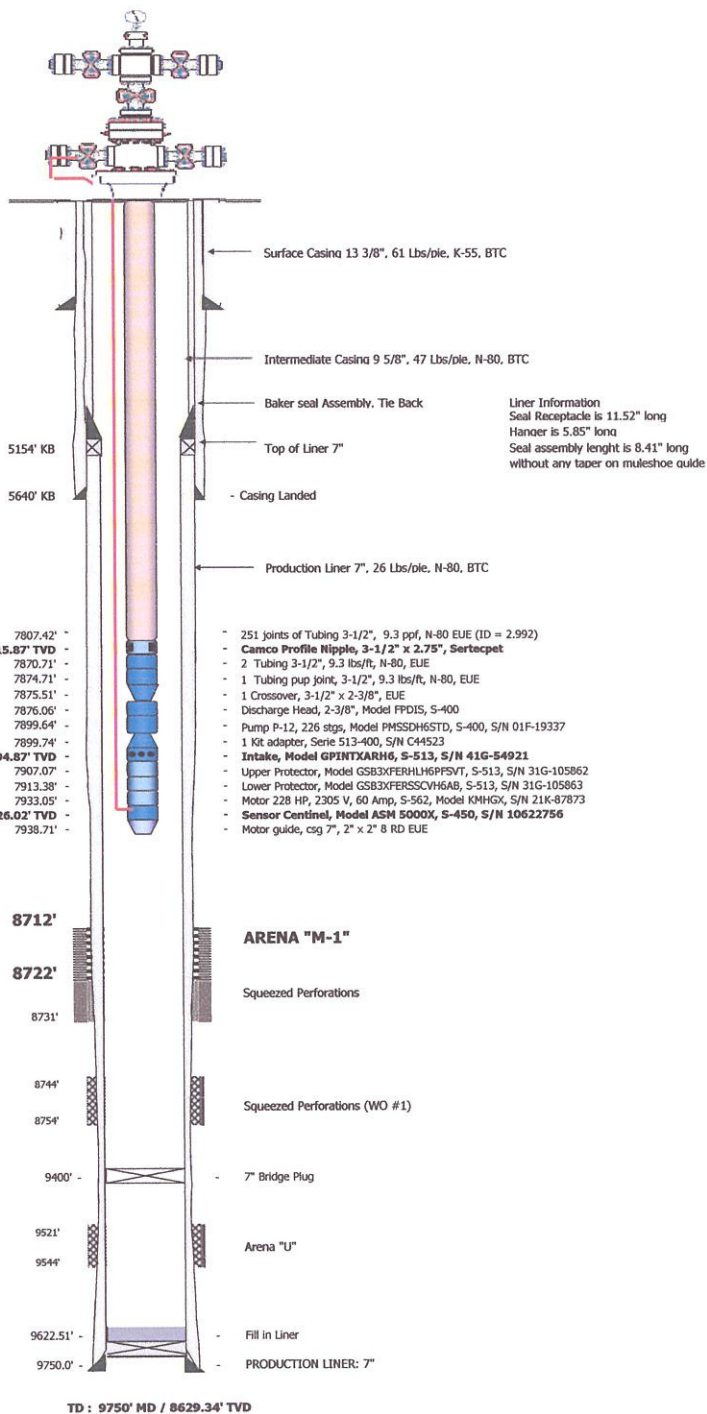 Surface Casing 13 3/8", 61 Lbs/pie, K-55, BTC
Intermediate Casing 9 5/8", 47 Lbs/pie, N-80, BTC
Baker seal Assembly. Tie Back
Liner Information
Seal Receptacle is 11.52" long
Hanger is 5.85" long
Seal assembly lenght is 8.41" long
without any taper on muleshoe guide
5154' KB
Top of Liner 7"
5640' KB
- Casing Landed
Production Liner 7", 26 Lbs/pie, N-80, BTC
7807.42' - - 251 joints of Tubing 3-1/2", 9.3 ppf, N-80 EUE (ID = 2.992)
15.87' TVD - - Camco Profile Nipple, 3-1/2" x 2.75", Sertecpet
7870.71' - - 2 Tubing 3-1/2", 9.3 lbs/ft, N-80, EUE
7874.71' - - 1 Tubing pup joint, 3-1/2", 9.3 lbs/ft, N-80, EUE
7875.51' - - 1 Crossover, 3-1/2" x 2-3/8", EUE
7876.06' - - Discharge Head, 2-3/8", Model FPDIS, S-400
7899.64' - - Pump P-12, 226 stgs, Model PMSSDH6STD, S-400, S/N 01F-19337
7899.74' - - 1 Kit adapter, Serie 513-400, S/N C44523
94.87' TVD - - Intake, Model GPINTXARH6, S-513, S/N 41G-54921
7907.07' - - Upper Protector, Model GSB3XFERHLH6PFSVT, S-513, S/N 31G-105862
7913.38' - - Lower Protector, Model GSB3XFERSSCVH6AB, S-513, S/N 31G-105863
7933.05' - - Motor 228 HP, 2305 V, 60 Amp, S-562, Model KMHGX, S/N 21K-87873
26.02' TVD - - Sensor Centinel, Model ASM 5000X, S-450, S/N 10622756
7938.71' - - Motor guide, csg 7", 2" x 2" 8 RD EUE
8712'
ARENA "M-1"
8722'
Squeezed Perforations
8731'
8744'
Squeezed Perforations (WO #1)
8754'
9400' - - 7" Bridge Plug
9521'
Arena "U"
9544'
9622.51' - - Fill in Liner
9750.0' - - PRODUCTION LINER: 7"
TD : 9750' MD / 8629.34' TVD